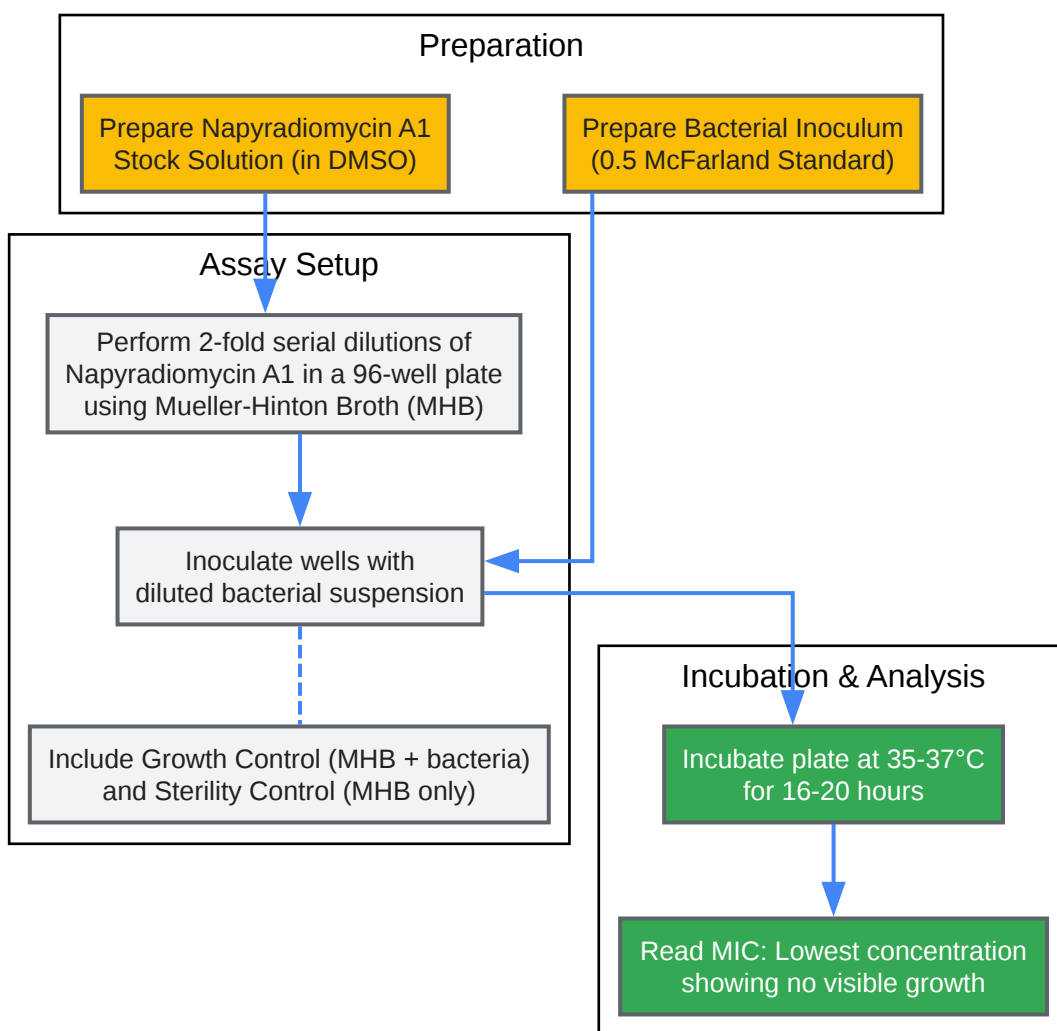 Preparation
Prepare Napyradiomycin A1
Stock Solution (in DMSO)
Prepare Bacterial Inoculum
(0.5 McFarland Standard)
Assay Setup
Perform 2-fold serial dilutions of
Napyradiomycin A1 in a 96-well plate
using Mueller-Hinton Broth (MHB)
Inoculate wells with
diluted bacterial suspension
Include Growth Control (MHB + bacteria)
and Sterility Control (MHB only)
Incubation & Analysis
Incubate plate at 35-37°C
for 16-20 hours
Read MIC: Lowest concentration
showing no visible growth